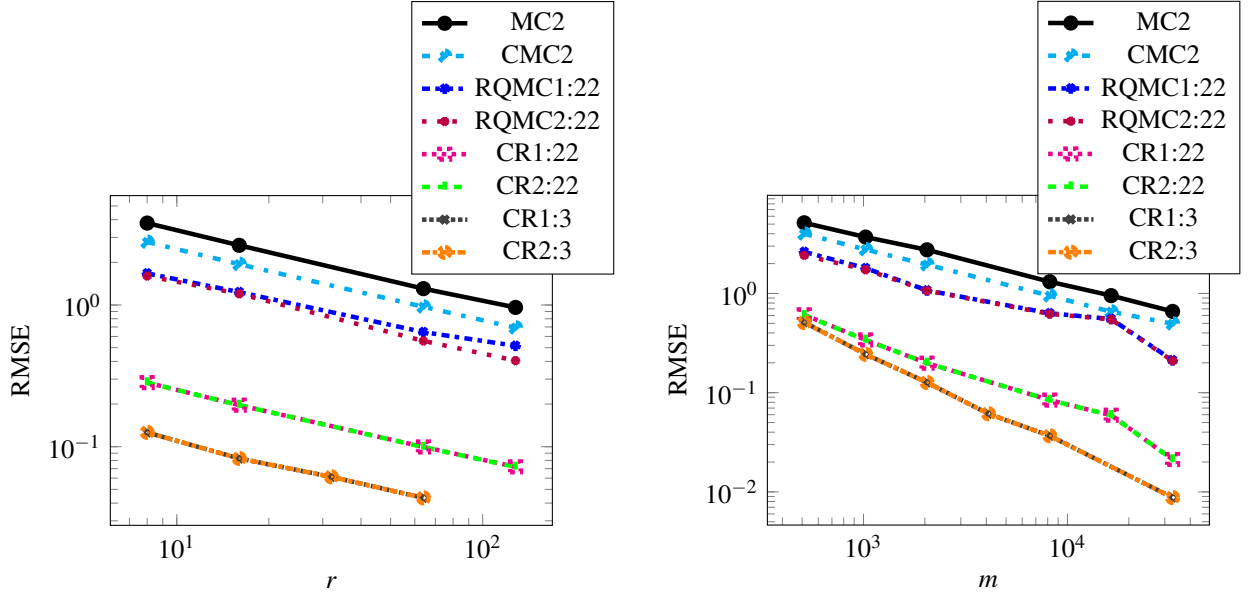 MC2
CMC2
RQMC1:22
RQMC2:22
CR1:22
CR2:22
CR1:3
CR2:3
10^0
10^−1
RMSE
10^1
10^2
r
MC2
CMC2
RQMC1:22
RQMC2:22
CR1:22
CR2:22
CR1:3
CR2:3
10^0
10^−1
10^−2
RMSE
10^3
10^4
m